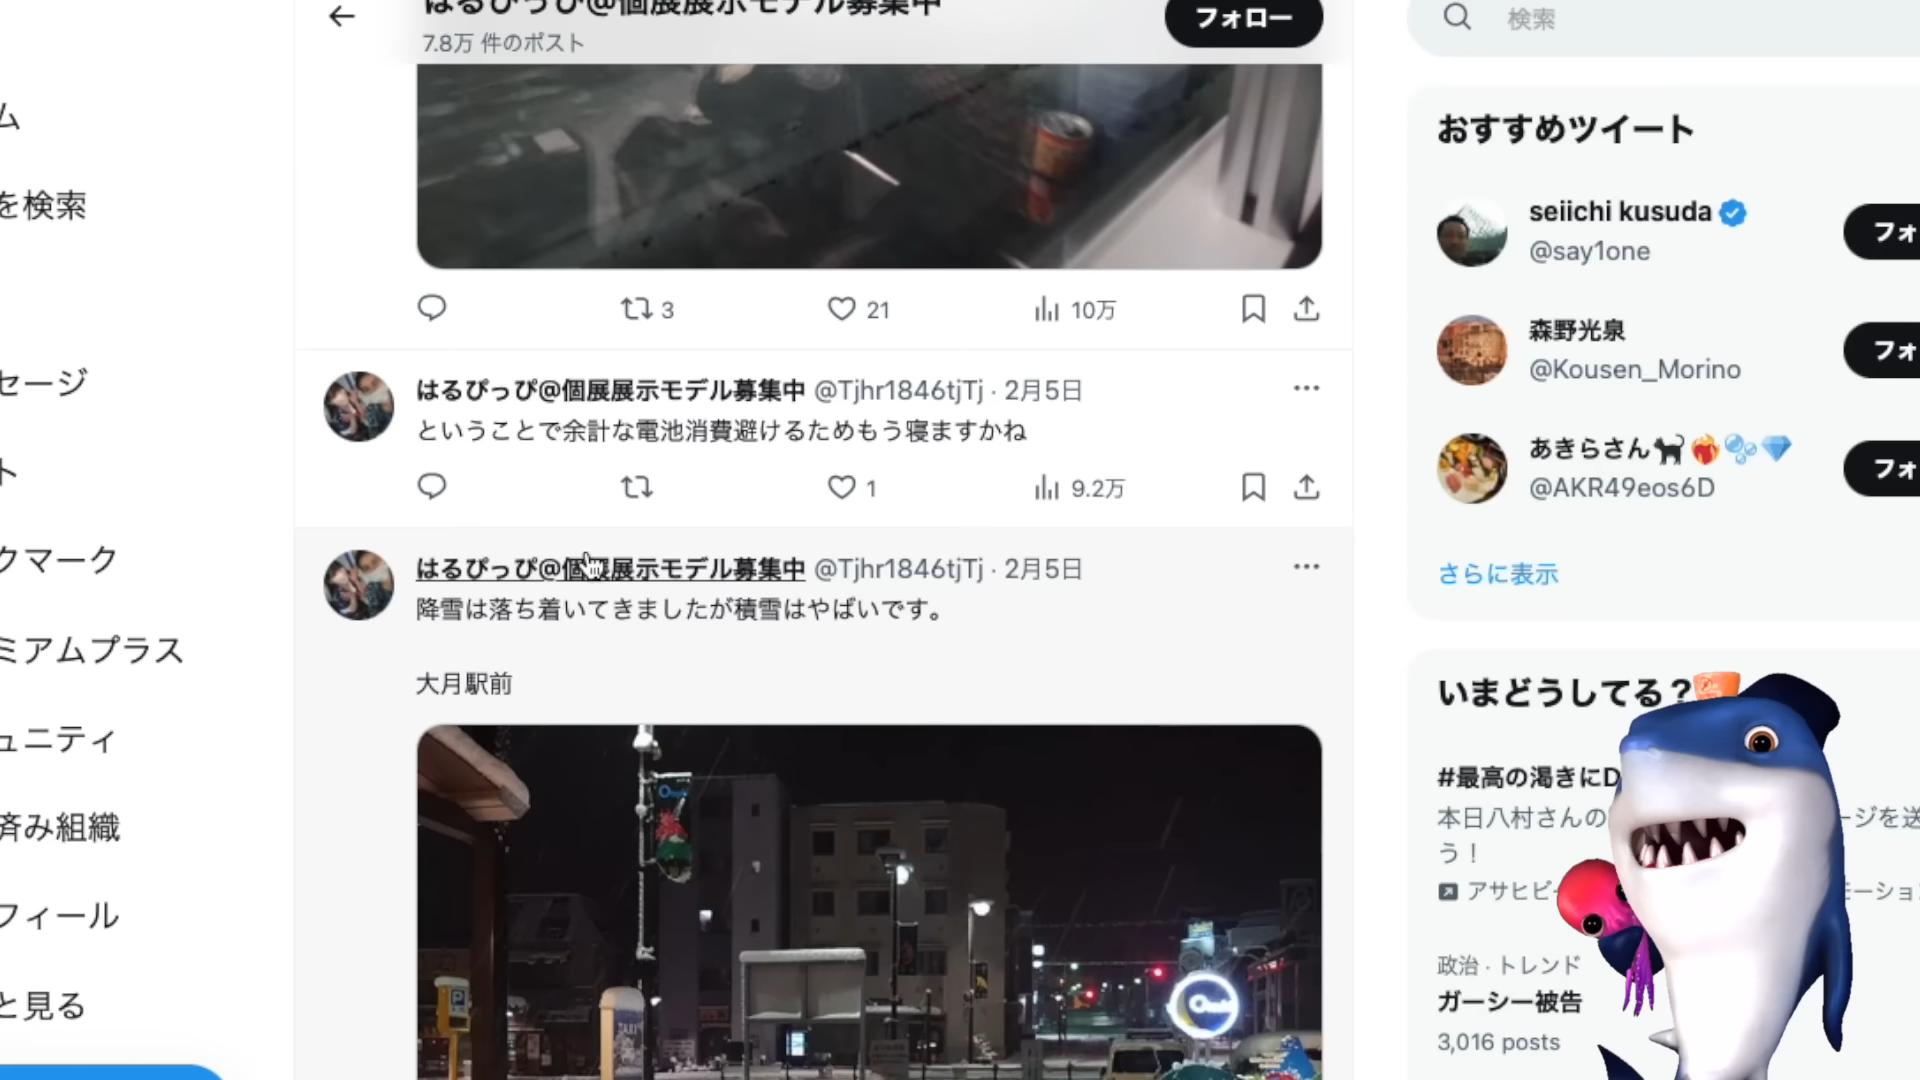 はるぴっぴ@個展展示モデル募集中
7.8万 件のポスト
フォロー
検索
ム
を検索
セージ
ト
クマーク
ミアムプラス
ュニティ
済み組織
フィール
と見る
3
21
10万
はるぴっぴ@個展展示モデル募集中 @Tjhr1846tjTj · 2月5日
ということで余計な電池消費避けるためもう寝ますかね
1
9.2万
はるぴっぴ@個展展示モデル募集中 @Tjhr1846tjTj · 2月5日
降雪は落ち着いてきましたが積雪はやばいです。
大月駅前
P
TAXI
おすすめツイート
seiichi kusuda
@say1one
フォ
森野光泉
@Kousen_Morino
フォ
あきらさん
@AKR49eos6D
フォ
さらに表示
いまどうしてる？
#最高の渇きにD
本日八村さんの
ージを送
う！
アサヒビ
モーショ
政治 · トレンド
ガーシー被告
3,016 posts